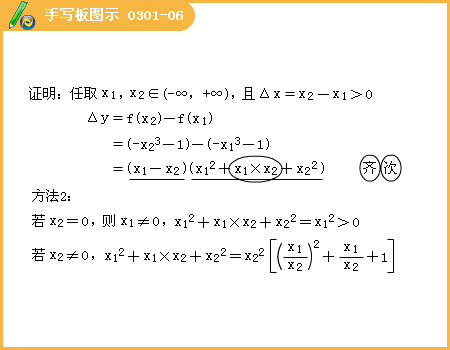 手写板图示 0301-06
证明：任取 x₁，x₂∈(-∞，+∞)，且 Δx＝x₂－x₁＞0
Δy＝f(x₂)－f(x₁)
＝(-x₂³－1)－(-x₁³－1)
＝(x₁－x₂)(x₁²＋x₁×x₂＋x₂²) 齐次
方法2：
若 x₂＝0，则 x₁≠0，x₁²＋x₁×x₂＋x₂²＝x₁²＞0
若 x₂≠0，x₁²＋x₁×x₂＋x₂²＝x₂²[(x₁/x₂)²＋x₁/x₂＋1]